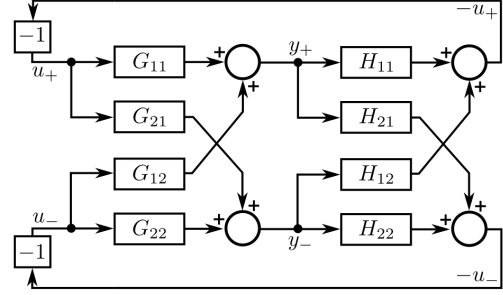 −u₊
−1
u₊ G₁₁ + y₊ H₁₁ +
+ +
G₂₁ H₂₁
G₁₂ H₁₂
+ +
u₋ G₂₂ + y₋ H₂₂ +
−1
−u₋